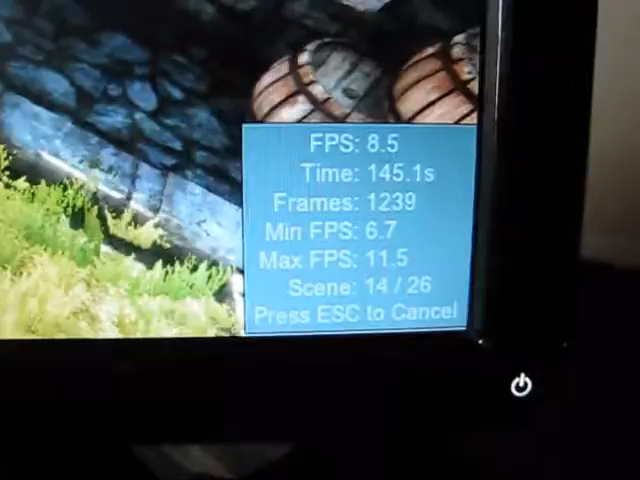 FPS: 8.5
Time: 145.1s
Frames: 1239
Min FPS: 6.7
Max FPS: 11.5
Scene: 14 / 26
Press ESC to Cancel